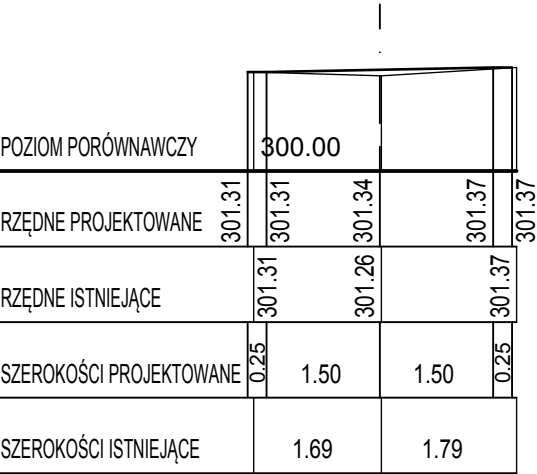 POZIOM PORÓWNAWCZY 300.00
RZĘDNE PROJEKTOWANE 301.31 301.31 301.34 301.37 301.37
RZĘDNE ISTNIEJĄCE 301.31 301.26 301.37
SZEROKOŚCI PROJEKTOWANE 0.25 1.50 1.50 0.25
SZEROKOŚCI ISTNIEJĄCE 1.69 1.79